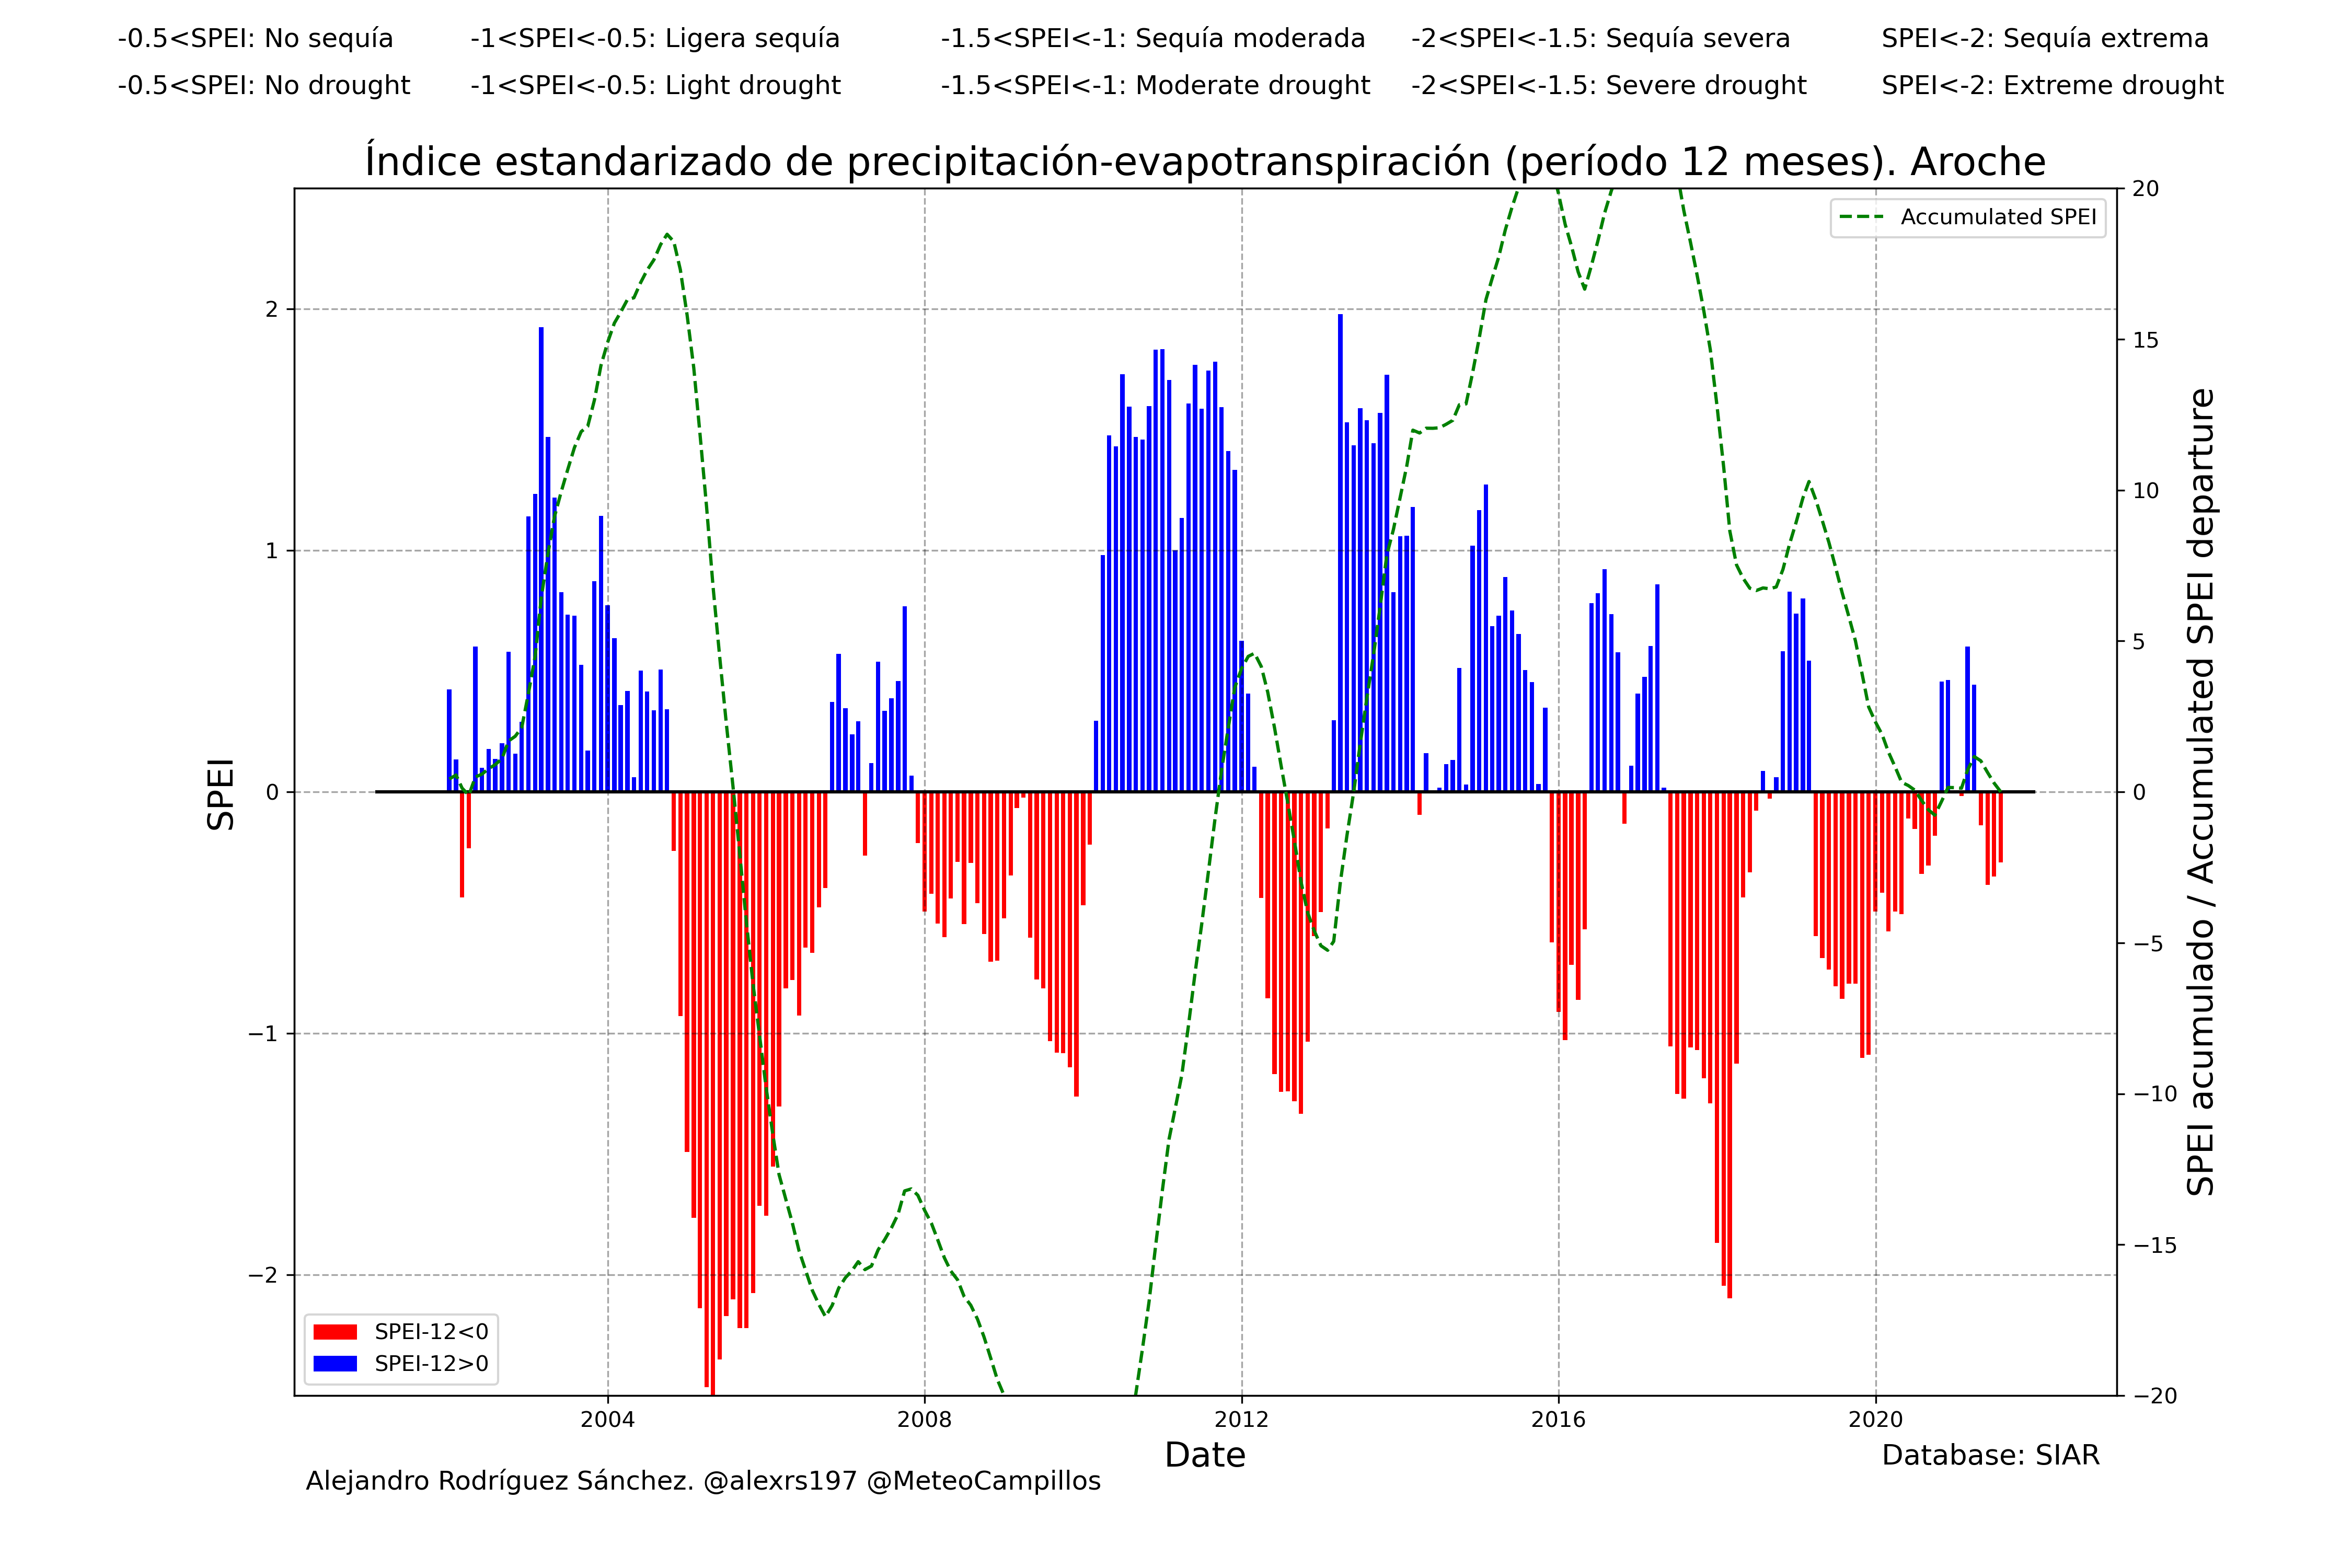 -0.5<SPEI: No sequía -1<SPEI<-0.5: Ligera sequía -1.5<SPEI<-1: Sequía moderada -2<SPEI<-1.5: Sequía severa SPEI<-2: Sequía extrema
-0.5<SPEI: No drought -1<SPEI<-0.5: Light drought -1.5<SPEI<-1: Moderate drought -2<SPEI<-1.5: Severe drought SPEI<-2: Extreme drought
Índice estandarizado de precipitación-evapotranspiración (período 12 meses). Aroche
Accumulated SPEI
SPEI
2
1
0
−1
−2
20
15
10
5
0
−5
−10
−15
−20
SPEI acumulado / Accumulated SPEI departure
SPEI-12<0
SPEI-12>0
2004 2008 2012 2016 2020
Date
Database: SIAR
Alejandro Rodríguez Sánchez. @alexrs197 @MeteoCampillos